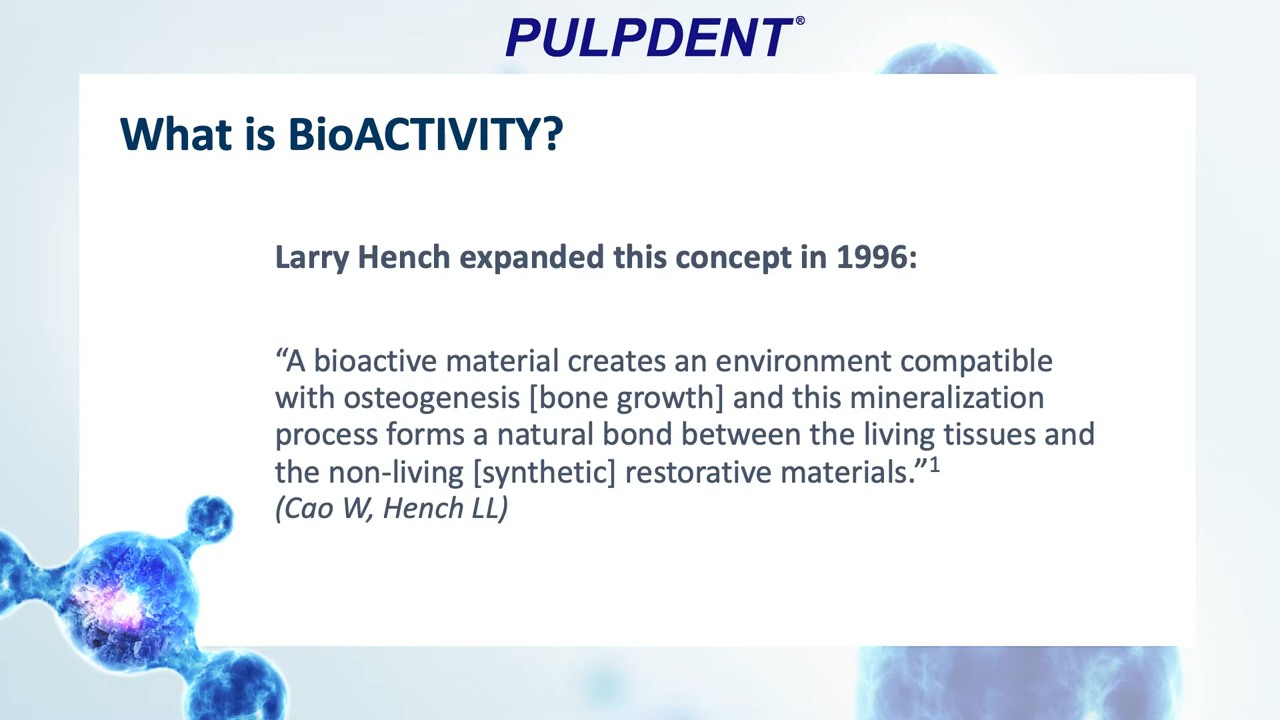 PULPDENT®
What is BioACTIVITY?
Larry Hench expanded this concept in 1996:
“A bioactive material creates an environment compatible
with osteogenesis [bone growth] and this mineralization
process forms a natural bond between the living tissues and
the non-living [synthetic] restorative materials.”1
(Cao W, Hench LL)